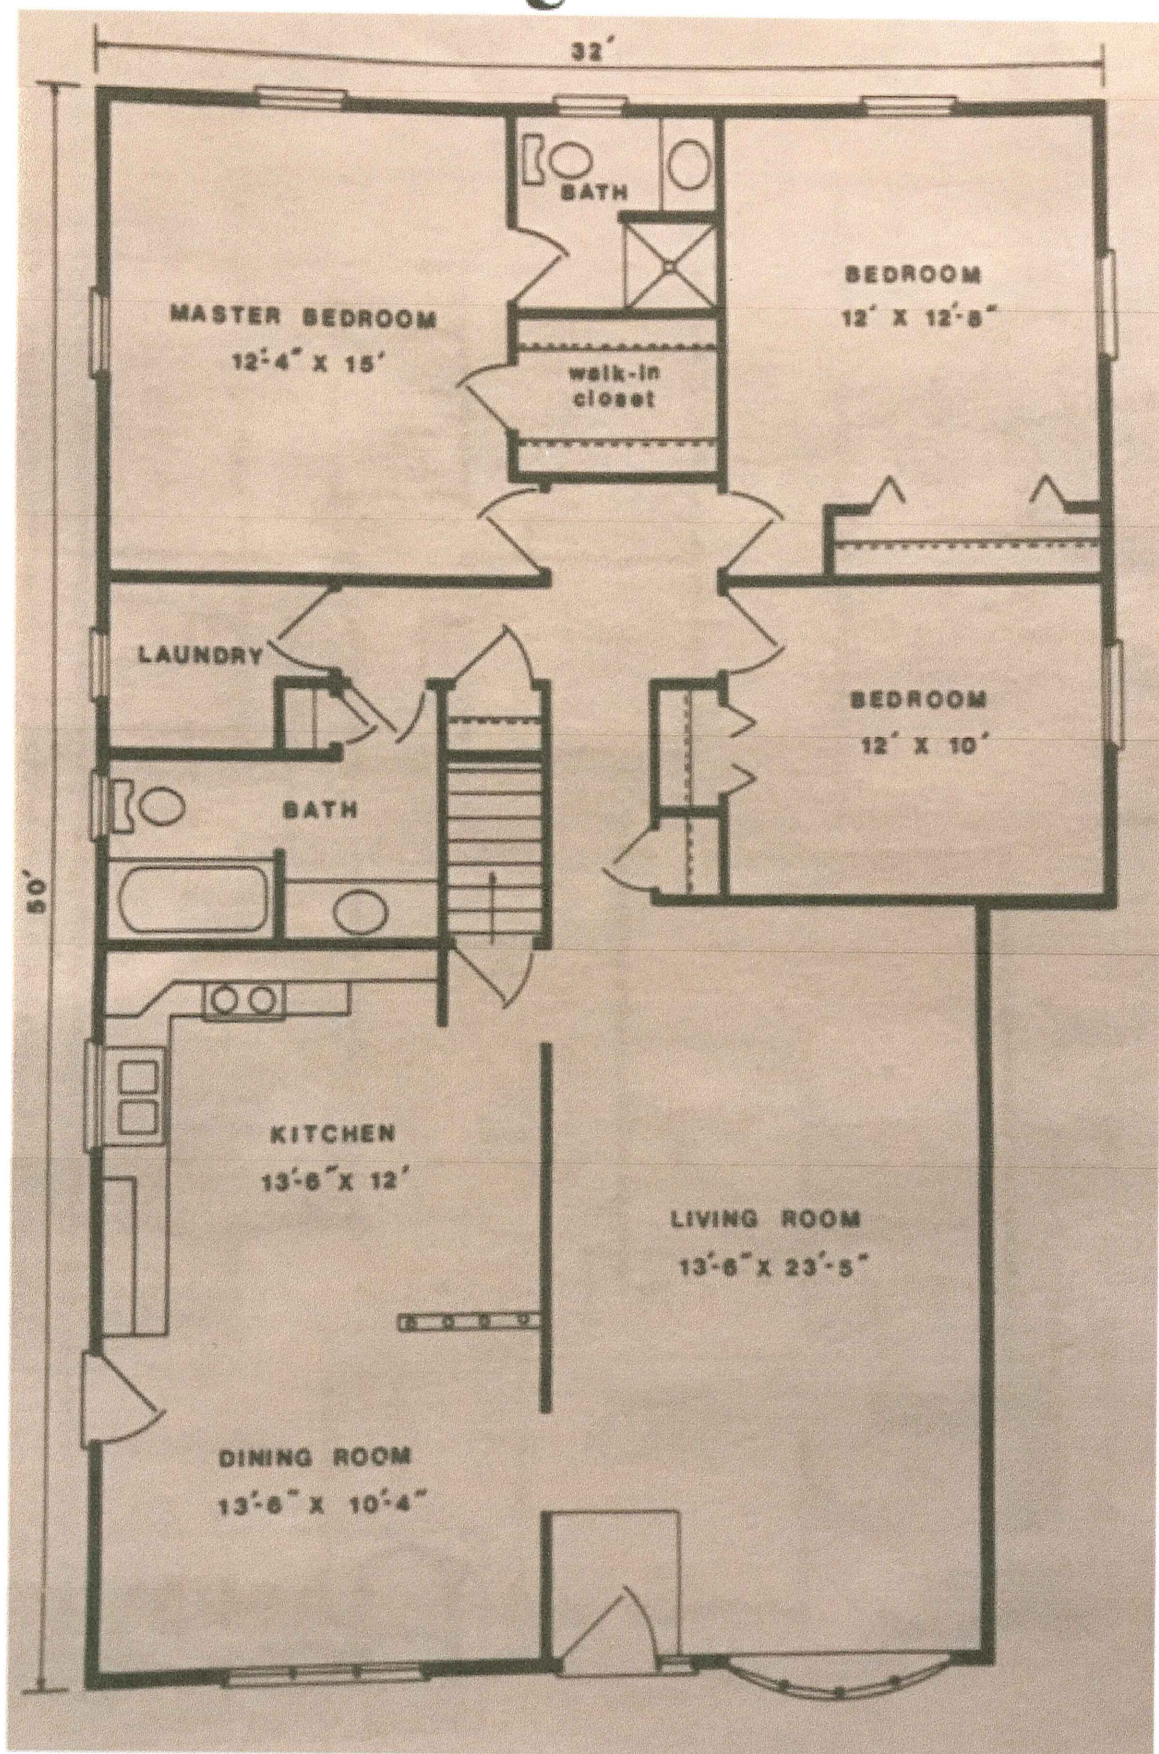 32'
BATH
MASTER BEDROOM
12'-4" X 15'
walk-in
closet
BEDROOM
12' X 12'-8"
LAUNDRY
BEDROOM
12' X 10'
BATH
50'
KITCHEN
13'-6" X 12'
LIVING ROOM
13'-6" X 23'-5"
DINING ROOM
13'-6" X 10'-4"